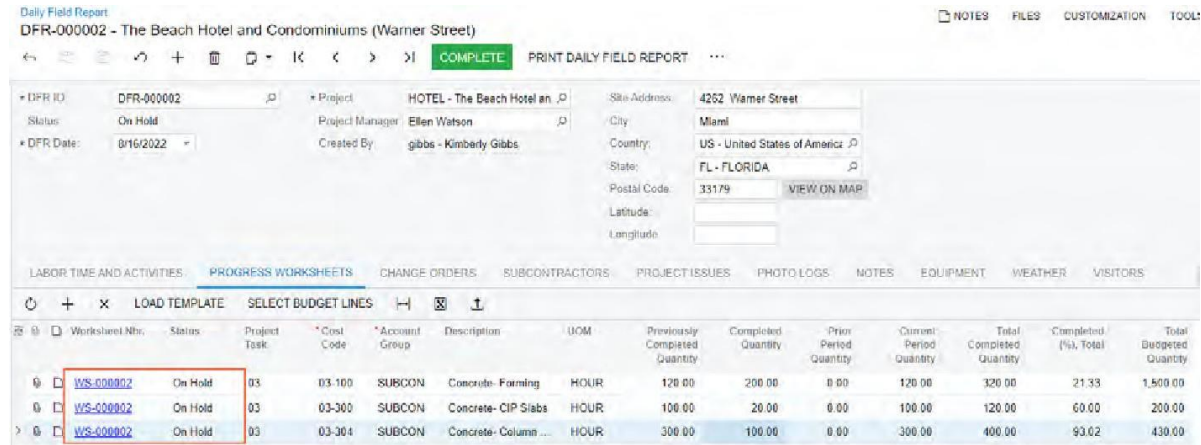 Daily Field Report
NOTES FILES CUSTOMIZATION TOOLS
DFR-000002 - The Beach Hotel and Condominiums (Warner Street)
COMPLETE PRINT DAILY FIELD REPORT ...
* DFR ID: DFR-000002 * Project: HOTEL - The Beach Hotel an Site Address: 4262 Warner Street
Status: On Hold Project Manager: Ellen Watson City: Miami
* DFR Date: 8/16/2022 Created By: gibbs - Kimberly Gibbs Country: US - United States of America
State: FL - FLORIDA
Postal Code: 33179 VIEW ON MAP
Latitude:
Longitude:
LABOR TIME AND ACTIVITIES PROGRESS WORKSHEETS CHANGE ORDERS SUBCONTRACTORS PROJECT ISSUES PHOTO LOGS NOTES EQUIPMENT WEATHER VISITORS
LOAD TEMPLATE SELECT BUDGET LINES
Worksheet Nbr. Status Project Task *Cost Code *Account Group Description UOM Previously Completed Quantity Completed Quantity Prior Period Quantity Current Period Quantity Total Completed Quantity Completed (%), Total Total Budgeted Quantity
WS-000002 On Hold 03 03-100 SUBCON Concrete- Forming HOUR 120.00 200.00 0.00 120.00 320.00 21.33 1,500.00
WS-000002 On Hold 03 03-300 SUBCON Concrete- CIP Slabs HOUR 100.00 20.00 0.00 100.00 120.00 60.00 200.00
WS-000002 On Hold 03 03-304 SUBCON Concrete- Column ... HOUR 300.00 100.00 0.00 300.00 400.00 93.02 430.00